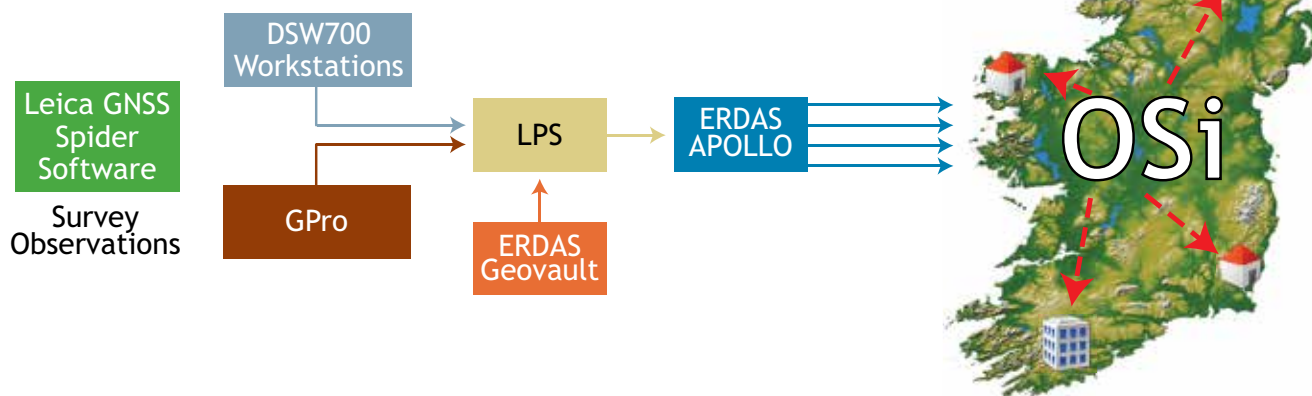 Leica GNSS
Spider
Software
Survey
Observations
DSW700
Workstations
GPro
LPS
ERDAS
Geovault
ERDAS
APOLLO
OSi